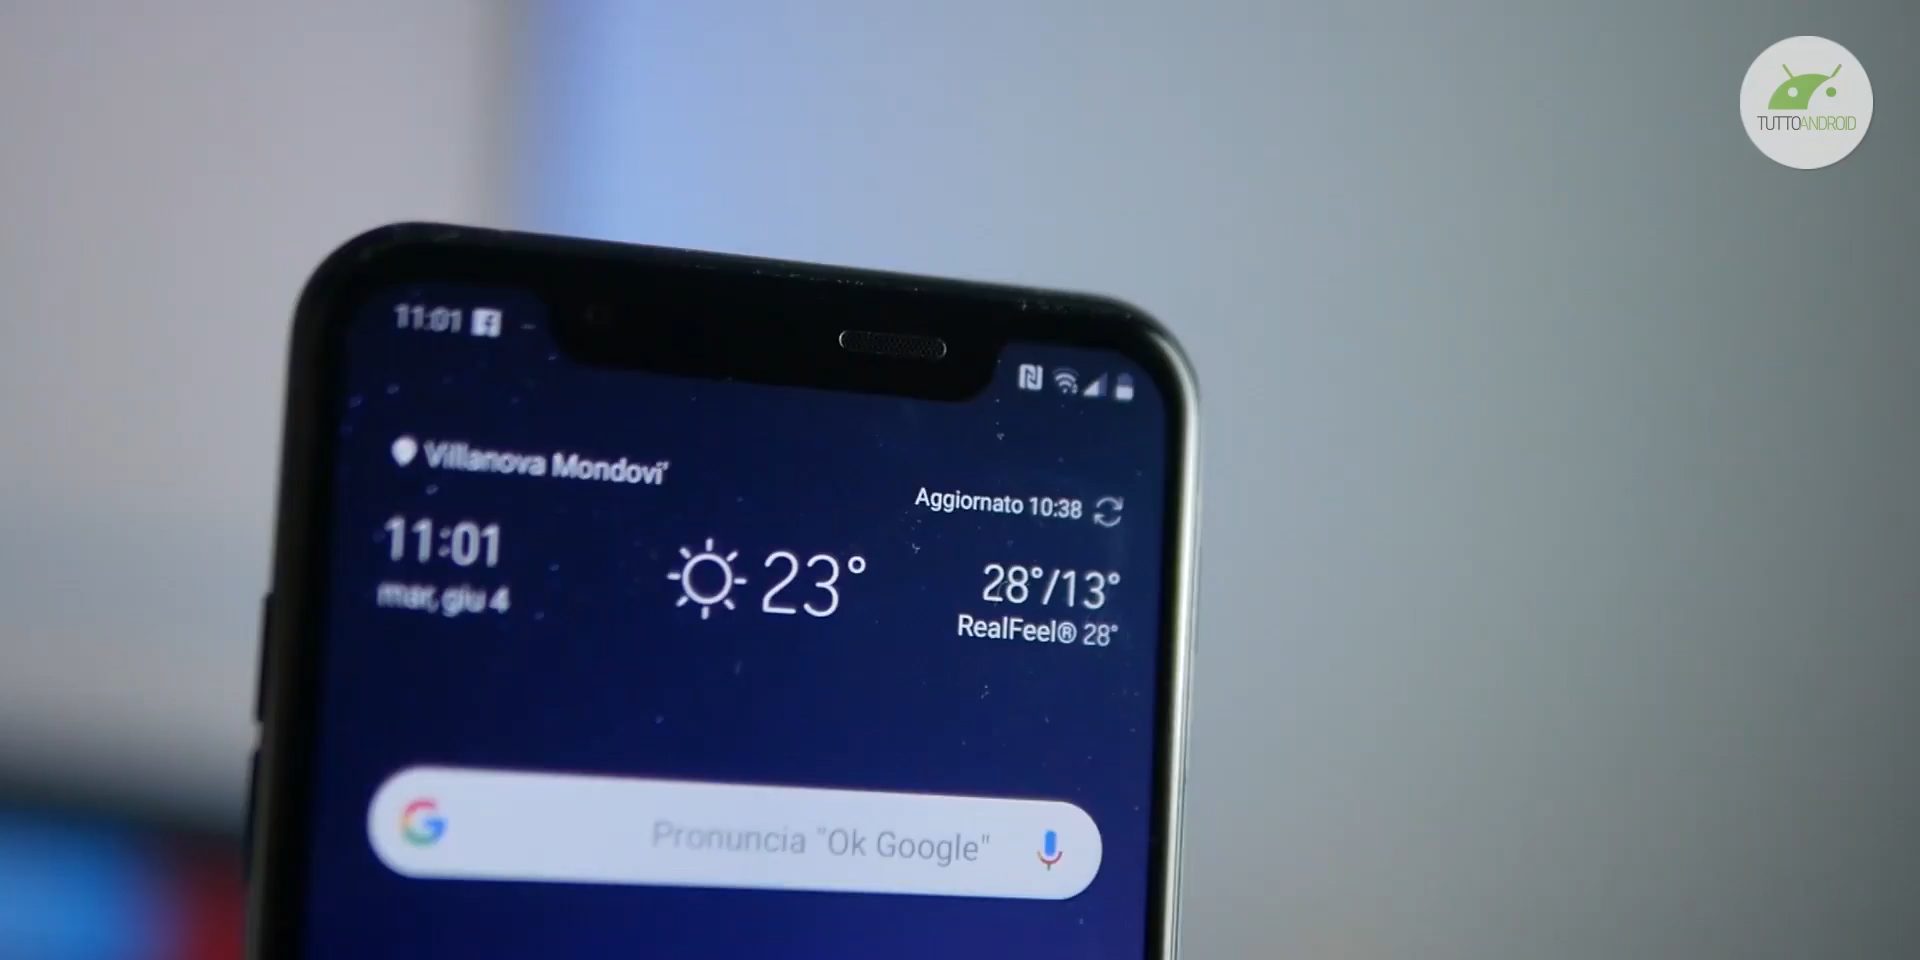 TUTTOANDROID
11:01
Villanova Mondovi'
Aggiornato 10:38
11:01
mar, giu 4
23°
28°/13°
RealFeel® 28°
Pronuncia "Ok Google"